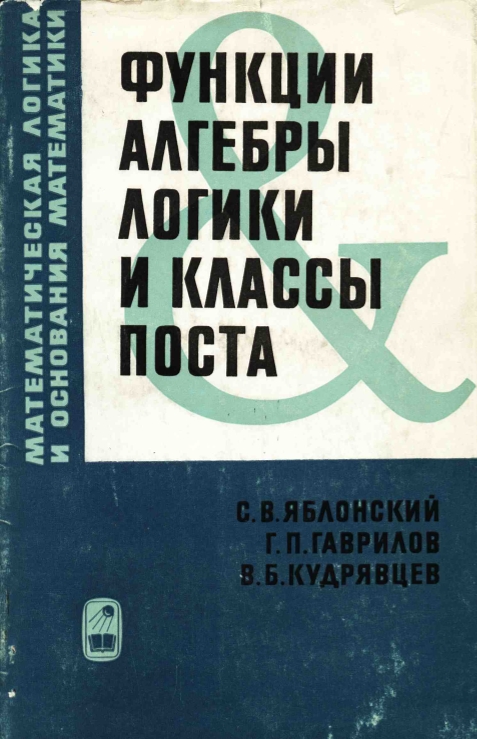 МАТЕМАТИЧЕСКАЯ ЛОГИКА
И ОСНОВАНИЯ МАТЕМАТИКИ
ФУНКЦИИ
АЛГЕБРЫ
ЛОГИКИ
И КЛАССЫ
ПОСТА
&
С.В.ЯБЛОНСКИЙ
Г.П.ГАВРИЛОВ
В.Б.КУДРЯВЦЕВ